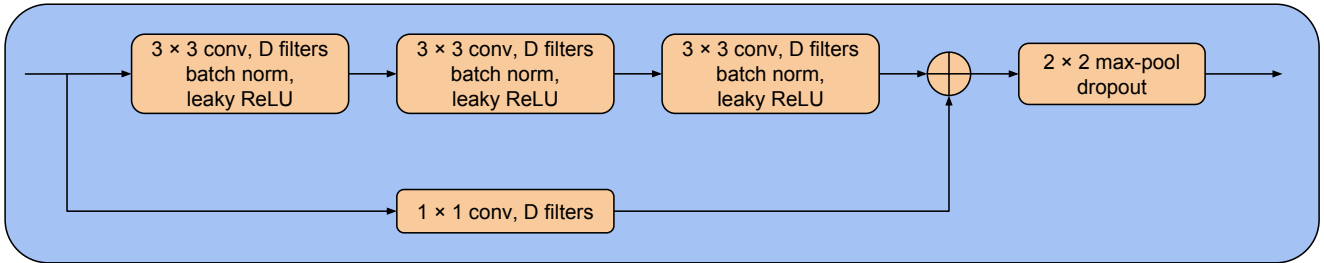 3 × 3 conv, D filters
batch norm,
leaky ReLU
3 × 3 conv, D filters
batch norm,
leaky ReLU
3 × 3 conv, D filters
batch norm,
leaky ReLU
2 × 2 max-pool
dropout
1 × 1 conv, D filters